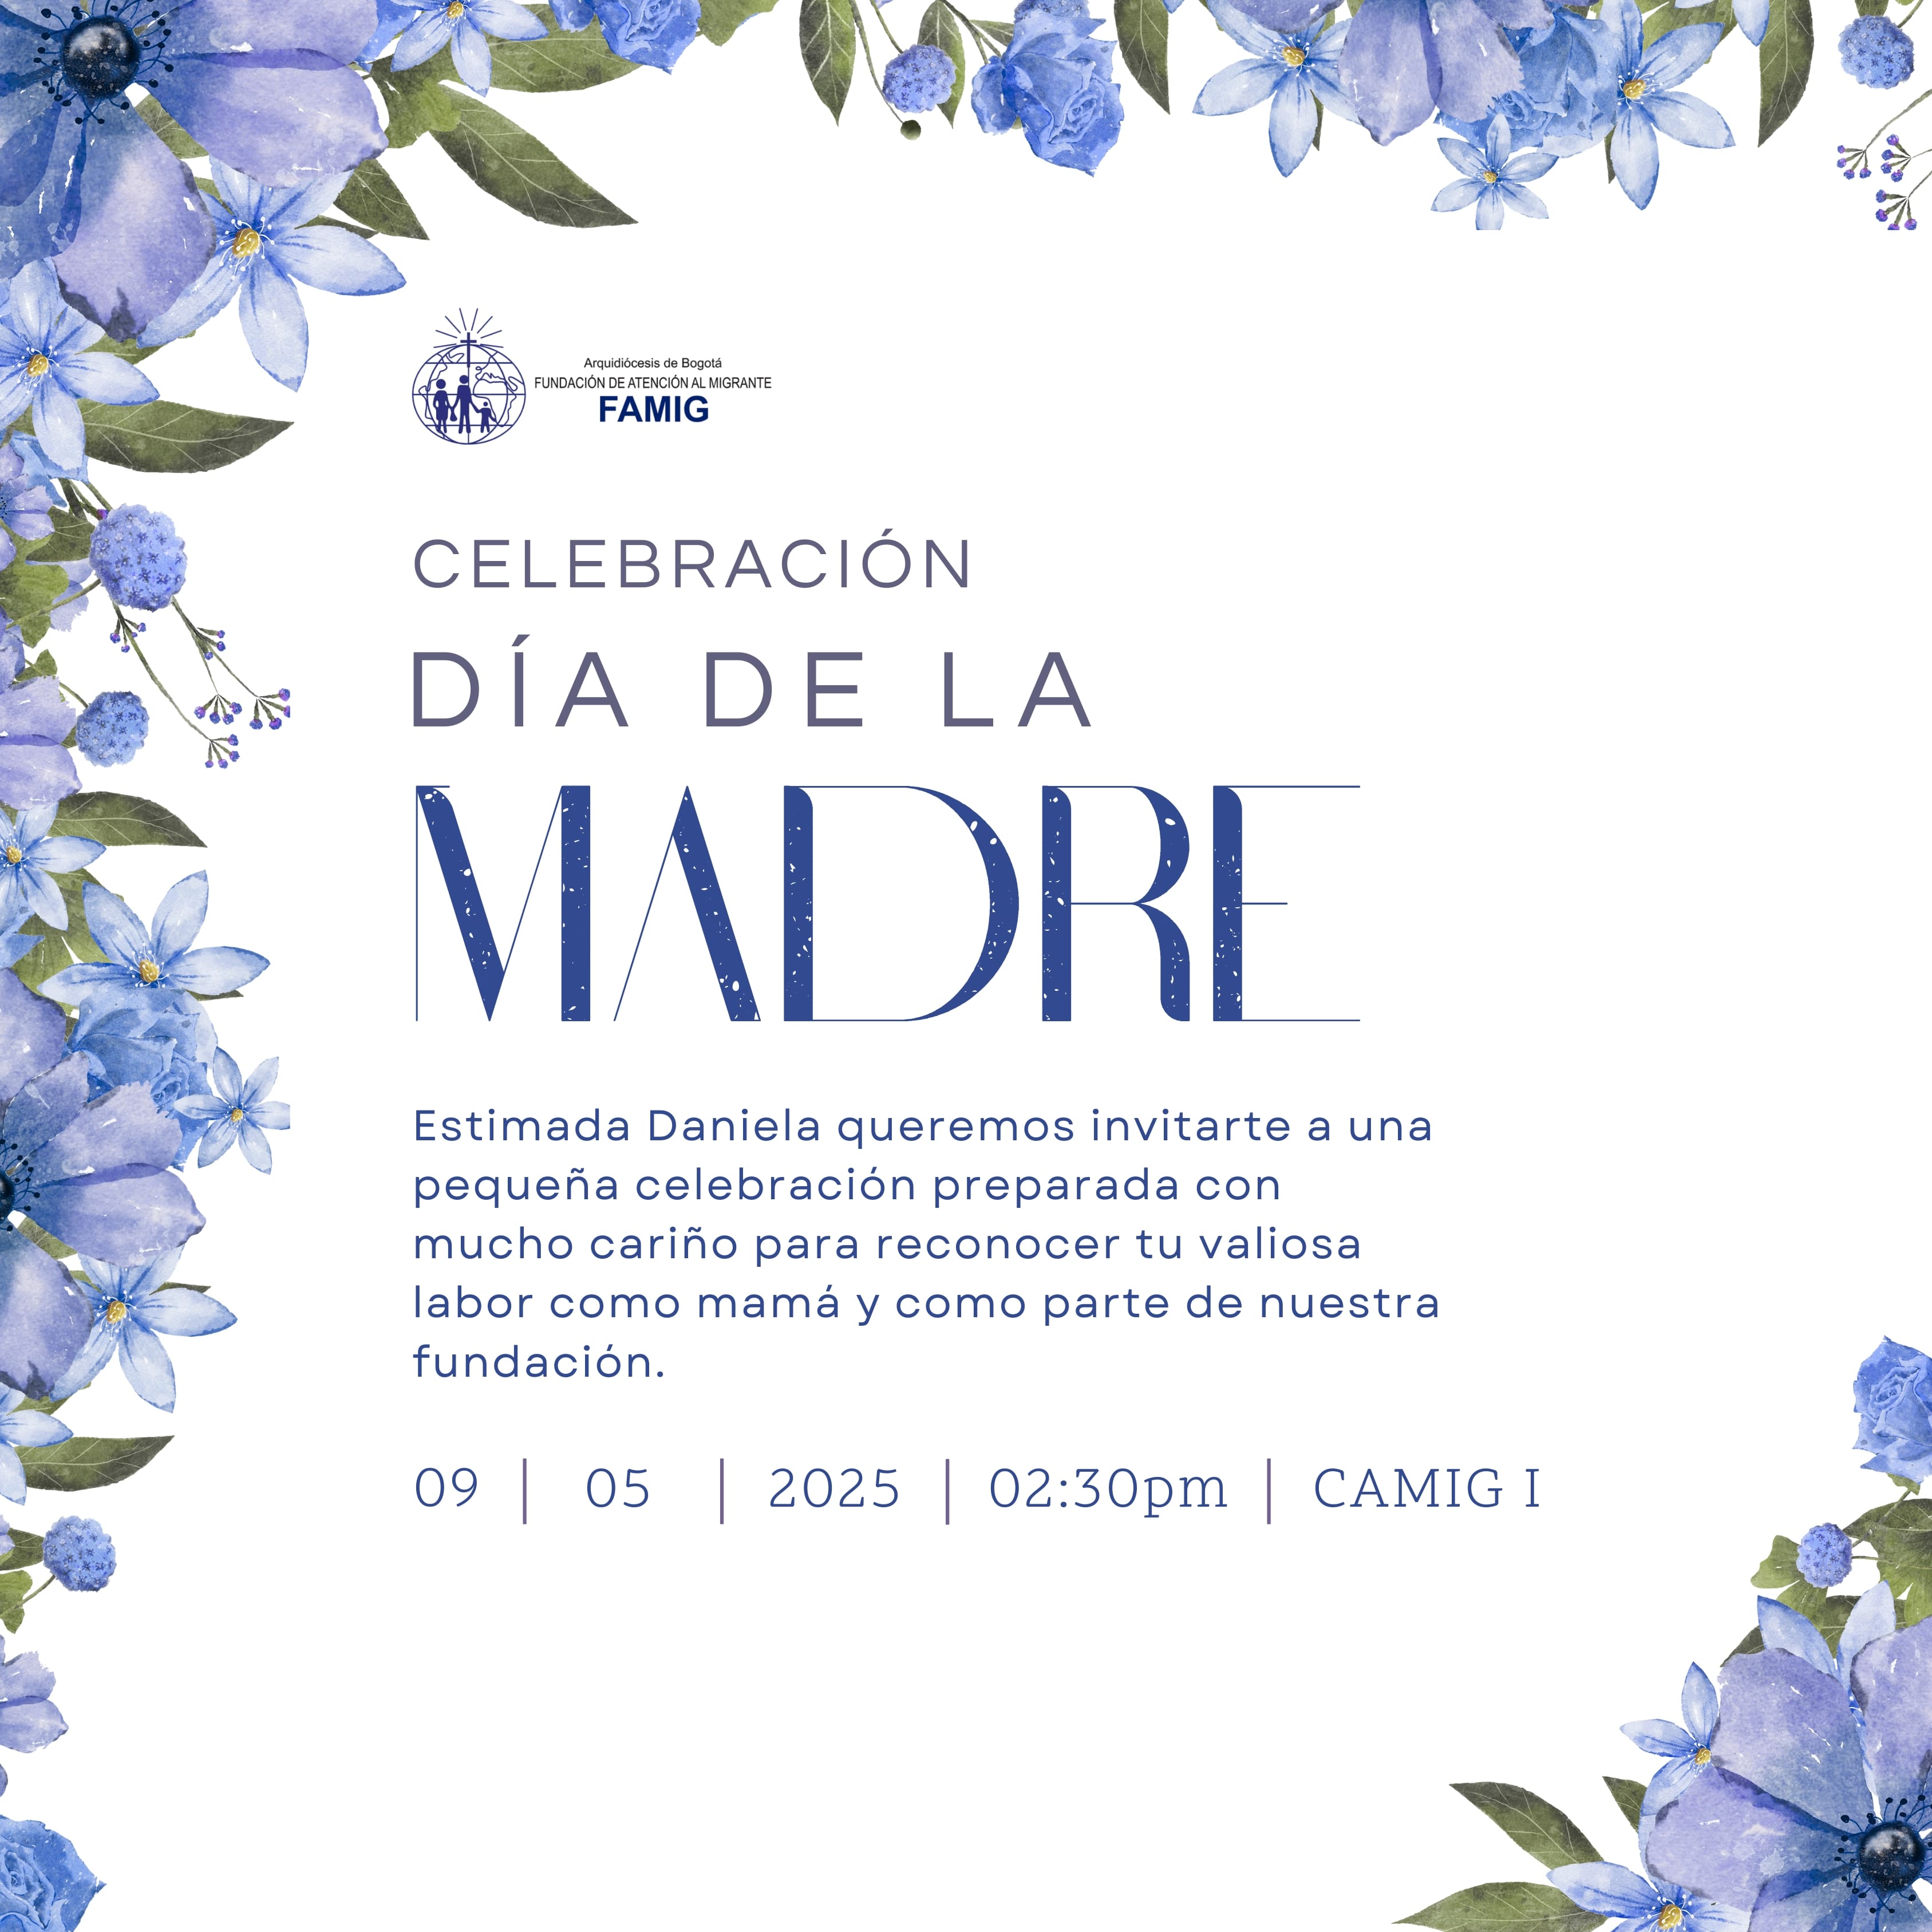 Arquidiócesis de Bogotá
FUNDACIÓN DE ATENCIÓN AL MIGRANTE
FAMIG
CELEBRACIÓN
DÍA DE LA
MADRE
Estimada Daniela queremos invitarte a una
pequeña celebración preparada con
mucho cariño para reconocer tu valiosa
labor como mamá y como parte de nuestra
fundación.
09 | 05 | 2025 | 02:30pm | CAMIG I